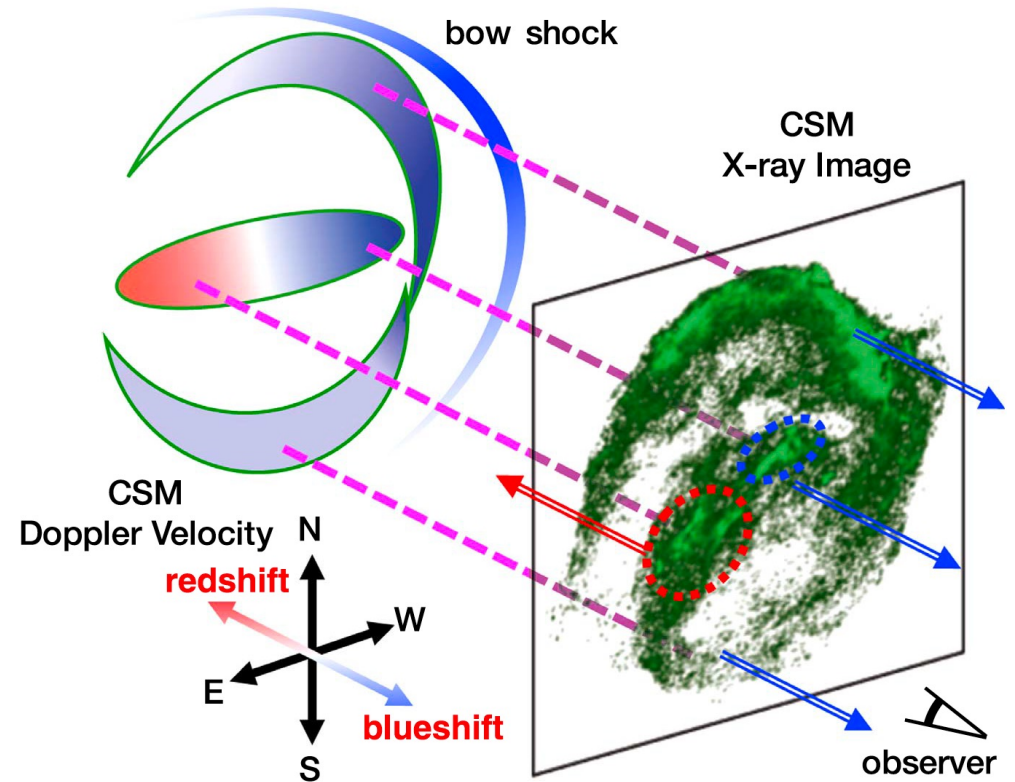 bow shock
CSM
X-ray Image
CSM
Doppler Velocity
N
redshift
W
E
blueshift
S
observer